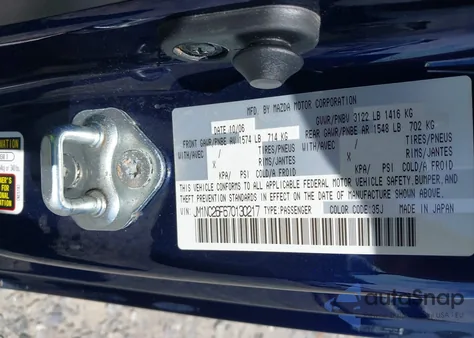 MFD. BY MAZDA MOTOR CORPORATION
DATE 10/06 GVWR/PNBV 3122 LB 1416 KG
FRONT GAWR/PNBE AV 1574 LB 714 KG REAR GAWR/PNBE AR 1548 LB 702 KG
WITH/AVEC / TIRES/PNEUS WITH/AVEC / TIRES/PNEUS
/ RIMS/JANTES / RIMS/JANTES
KPA/ PSI COLD/A FROID KPA/ PSI COLD/A FROID
THIS VEHICLE CONFORMS TO ALL APPLICABLE FEDERAL MOTOR VEHICLE SAFETY, BUMPER, AND
THEFT PREVENTION STANDARDS IN EFFECT ON THE DATE OF MANUFACTURE SHOWN ABOVE.
VIN: JM1NC25F570130217 TYPE:PASSENGER COLOR CODE:35J MADE IN JAPAN
autoSnap